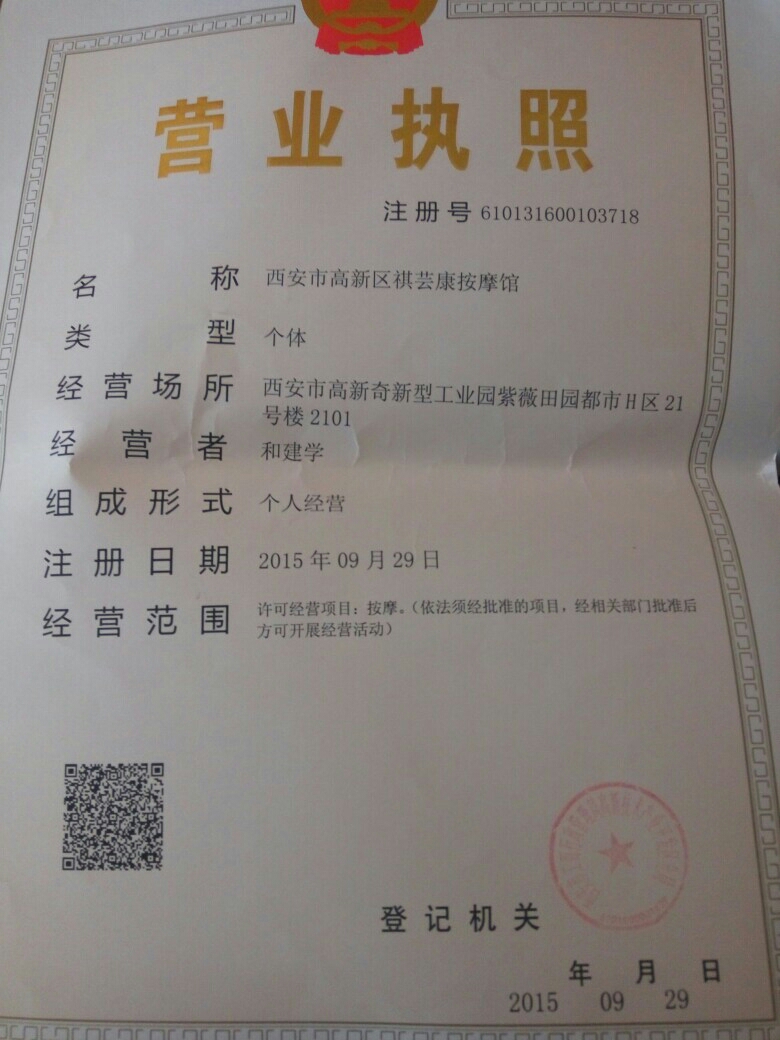 营业执照
注册号 610131600103718
名称 西安市高新区祺芸康按摩馆
类型 个体
经营场所 西安市高新奇新型工业园紫薇田园都市H区21
号楼2101
经营者 和建学
组成形式 个人经营
注册日期 2015年09月29日
经营范围 许可经营项目：按摩。（依法须经批准的项目，经相关部门批准后
方可开展经营活动）
登记机关
年 月 日
2015 09 29